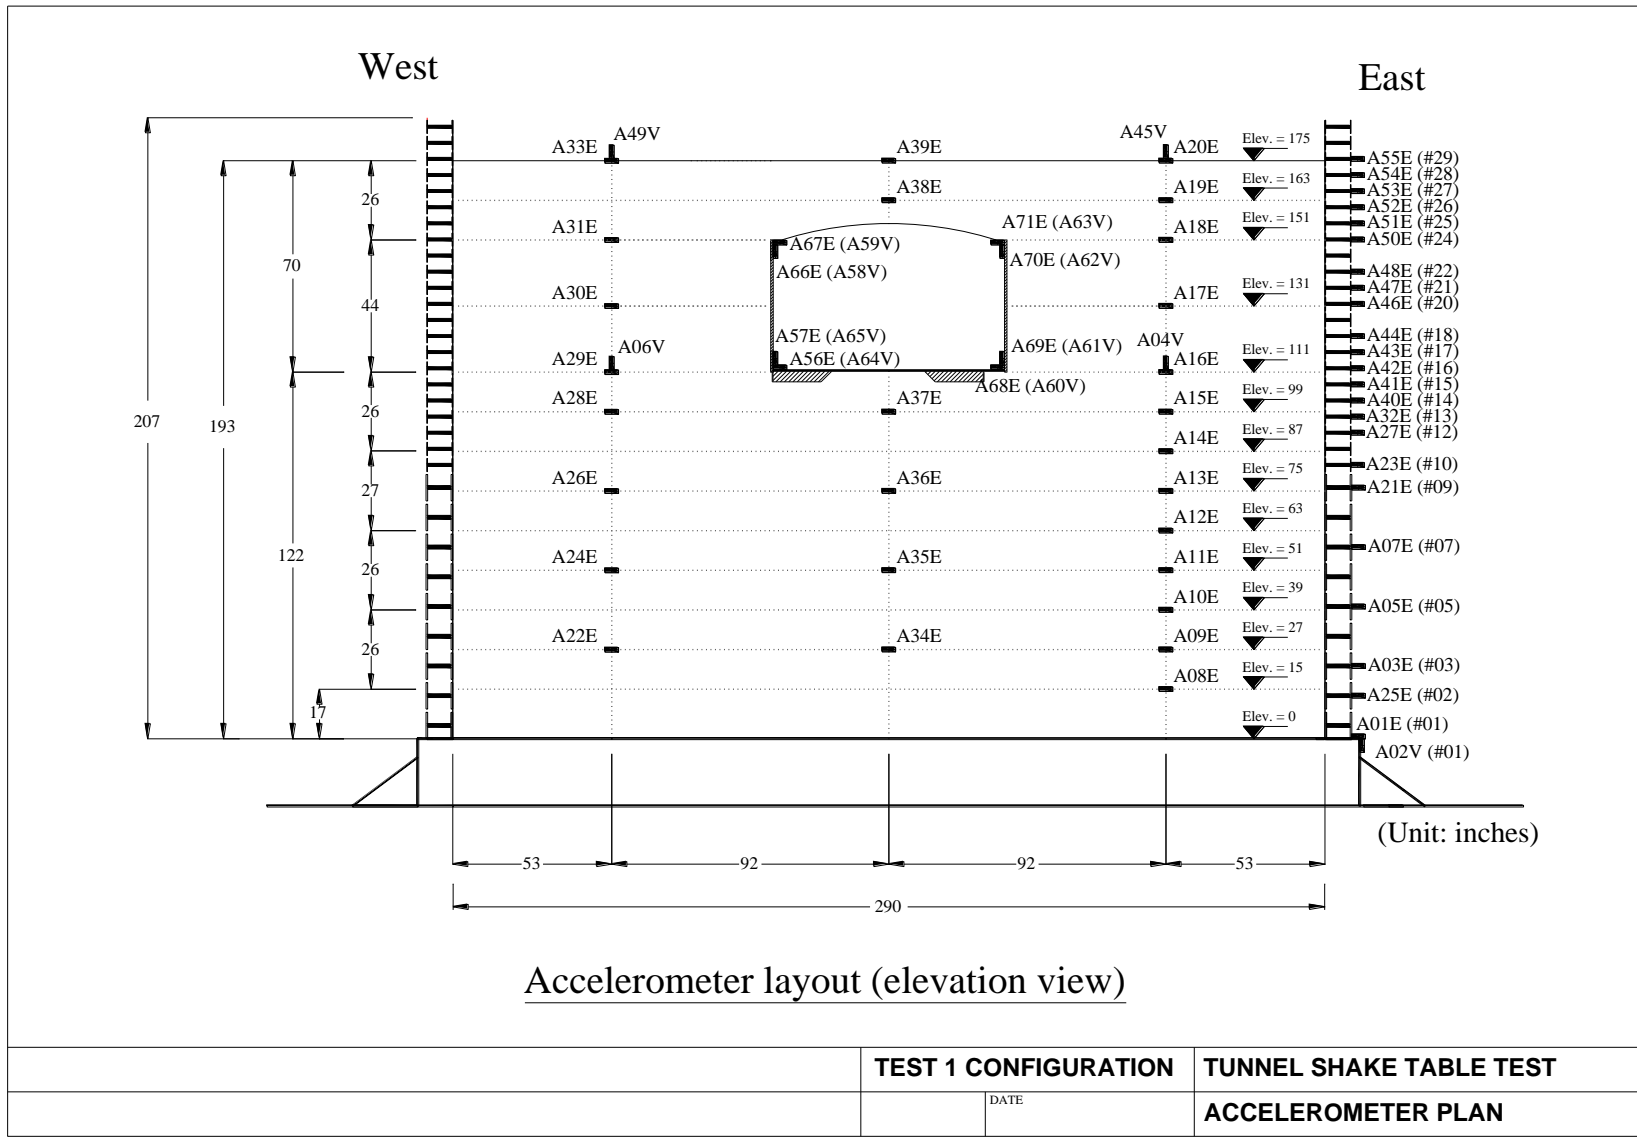 West
East
A49V
A45V
A33E
A39E
A20E
Elev. = 175
A55E (#29)
A54E (#28)
26
A38E
A19E
Elev. = 163
A53E (#27)
A52E (#26)
A31E
A71E (A63V)
A18E
Elev. = 151
A51E (#25)
A50E (#24)
A67E (A59V)
70
A66E (A58V)
A70E (A62V)
A48E (#22)
A47E (#21)
44
A30E
A17E
Elev. = 131
A46E (#20)
A57E (A65V)
A06V
A69E (A61V)
A04V
A44E (#18)
A29E
A56E (A64V)
A16E
Elev. = 111
A43E (#17)
A42E (#16)
A68E (A60V)
A41E (#15)
207
193
26
A28E
A37E
A15E
Elev. = 99
A40E (#14)
A32E (#13)
A14E
Elev. = 87
A27E (#12)
27
A26E
A36E
A13E
Elev. = 75
A23E (#10)
A21E (#09)
A12E
Elev. = 63
122
26
A24E
A35E
A11E
Elev. = 51
A07E (#07)
A10E
Elev. = 39
A05E (#05)
26
A22E
A34E
A09E
Elev. = 27
A03E (#03)
A08E
Elev. = 15
A25E (#02)
17
Elev. = 0
A01E (#01)
A02V (#01)
(Unit: inches)
53
92
92
53
290
Accelerometer layout (elevation view)
TEST 1 CONFIGURATION
TUNNEL SHAKE TABLE TEST
DATE
ACCELEROMETER PLAN